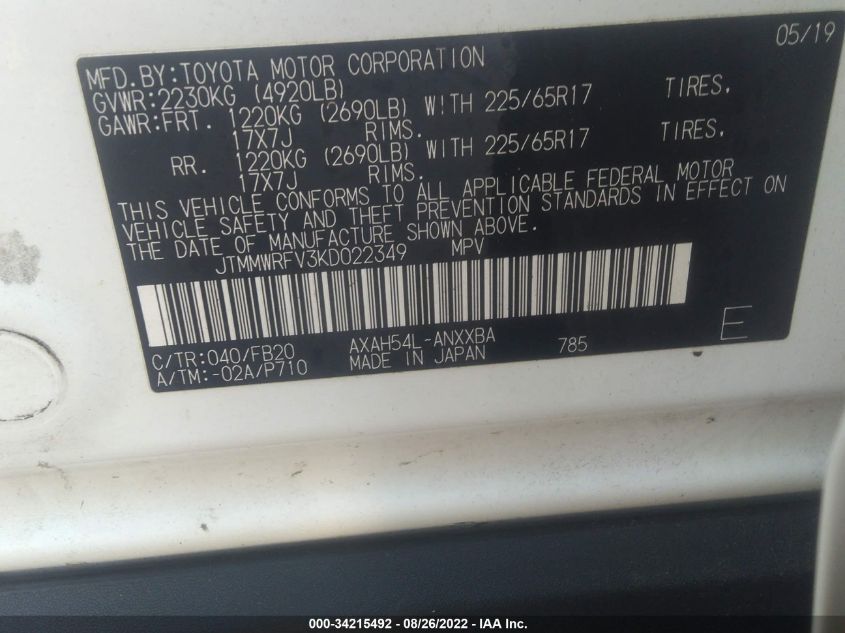 05/19
MFD.BY:TOYOTA MOTOR CORPORATION
GVWR:2230KG (4920LB)
GAWR:FRT. 1220KG (2690LB) WITH 225/65R17 TIRES,
17X7J RIMS.
RR. 1220KG (2690LB) WITH 225/65R17 TIRES,
17X7J RIMS.
THIS VEHICLE CONFORMS TO ALL APPLICABLE FEDERAL MOTOR
VEHICLE SAFETY AND THEFT PREVENTION STANDARDS IN EFFECT ON
THE DATE OF MANUFACTURE SHOWN ABOVE.
JTMMWRFV3KD022349 MPV
C/TR:040/FB20 AXAH54L-ANXXBA 785 E
A/TM:-02A/P710 MADE IN JAPAN
000-34215492 - 08/26/2022 - IAA Inc.